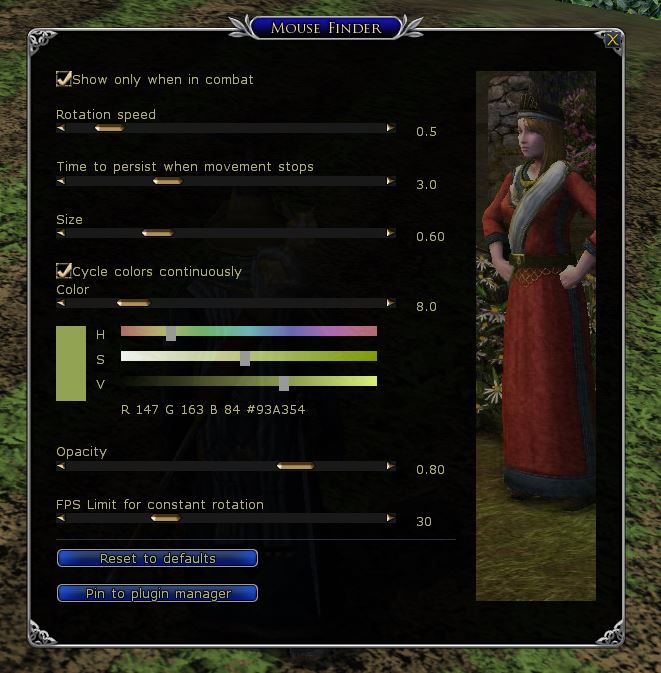 Mouse Finder
Show only when in combat
Rotation speed
0.5
Time to persist when movement stops
3.0
Size
0.60
Cycle colors continuously
Color
8.0
H
S
V
R 147 G 163 B 84 #93A354
Opacity
0.80
FPS Limit for constant rotation
30
Reset to defaults
Pin to plugin manager